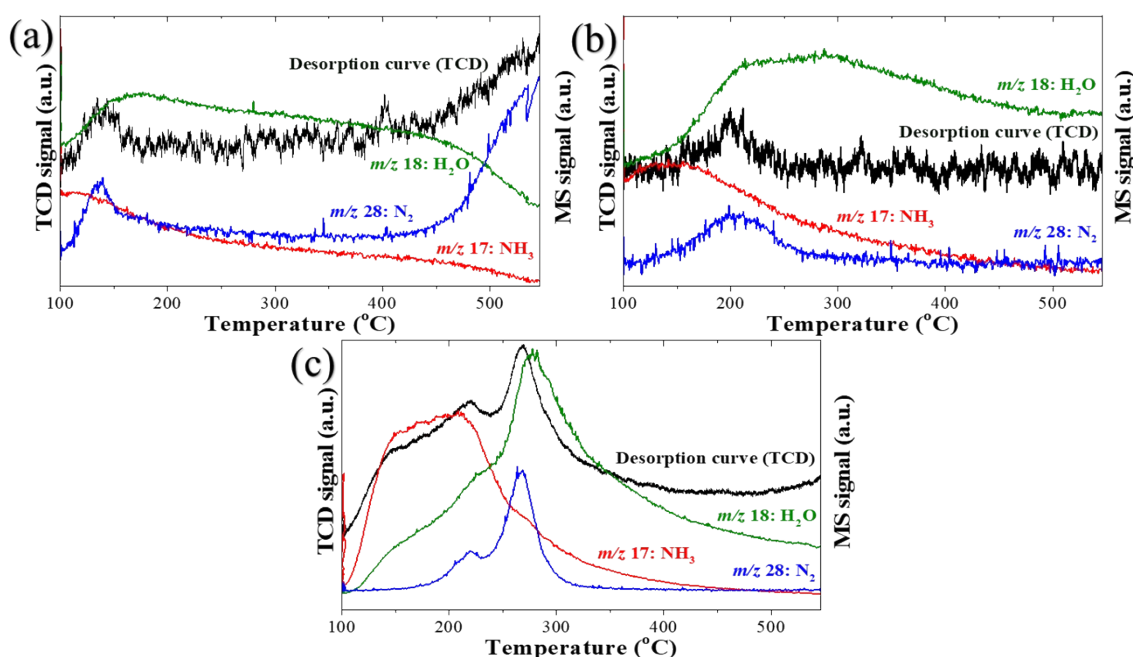 (a)
TCD signal (a.u.)
MS signal (a.u.)
Desorption curve (TCD)
m/z 18: H₂O
m/z 28: N₂
m/z 17: NH₃
100 200 300 400 500
Temperature (°C)
(b)
TCD signal (a.u.)
MS signal (a.u.)
m/z 18: H₂O
Desorption curve (TCD)
m/z 17: NH₃
m/z 28: N₂
100 200 300 400 500
Temperature (°C)
(c)
TCD signal (a.u.)
MS signal (a.u.)
Desorption curve (TCD)
m/z 18: H₂O
m/z 17: NH₃
m/z 28: N₂
100 200 300 400 500
Temperature (°C)